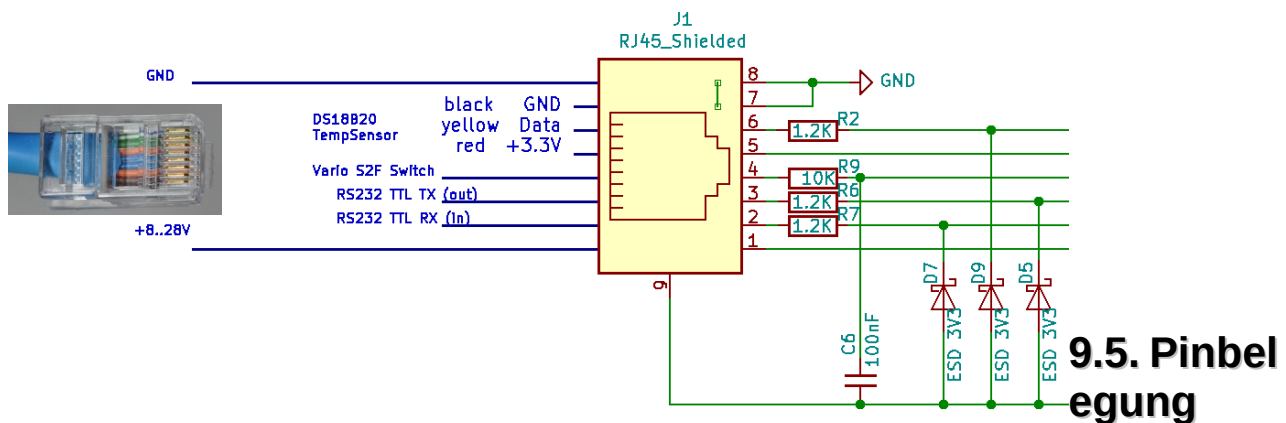 J1
RJ45_Shielded
GND
DS18B20
TempSensor
black GND
yellow Data
red +3.3V
Vario S2F Switch
RS232 TTL TX (out)
RS232 TTL RX (in)
+8..28V
8
7
6
5
4
3
2
1
9
GND
R2
1.2K
R9
10K
R6
1.2K
R7
1.2K
D7
ESD 3V3
D9
ESD 3V3
D5
ESD 3V3
C6
100nF
9.5. Pinbel
egung